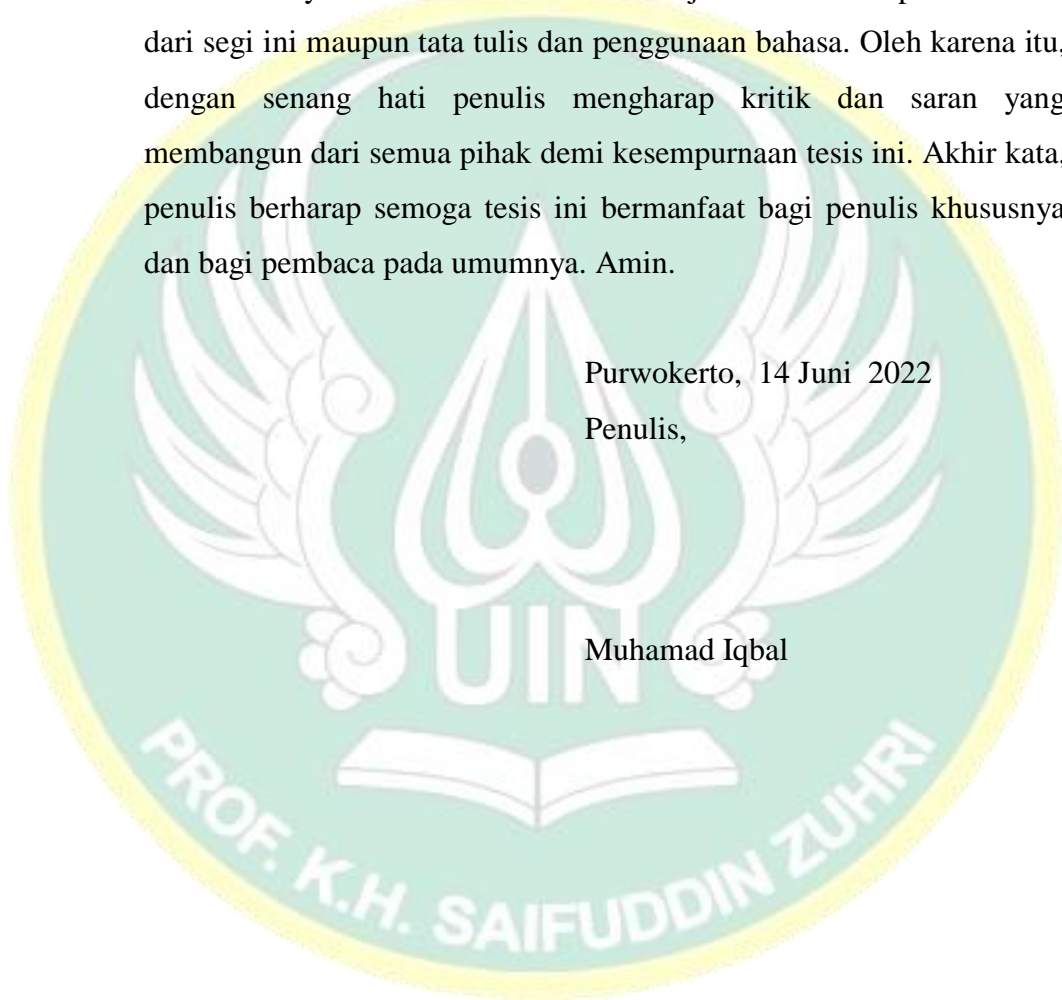 dari segi ini maupun tata tulis dan penggunaan bahasa. Oleh karena itu,
dengan senang hati penulis mengharap kritik dan saran yang
membangun dari semua pihak demi kesempurnaan tesis ini. Akhir kata,
penulis berharap semoga tesis ini bermanfaat bagi penulis khususnya
dan bagi pembaca pada umumnya. Amin.
Purwokerto, 14 Juni 2022
Penulis,
Muhamad Iqbal
UIN
PROF. K.H. SAIFUDDIN ZUHRI